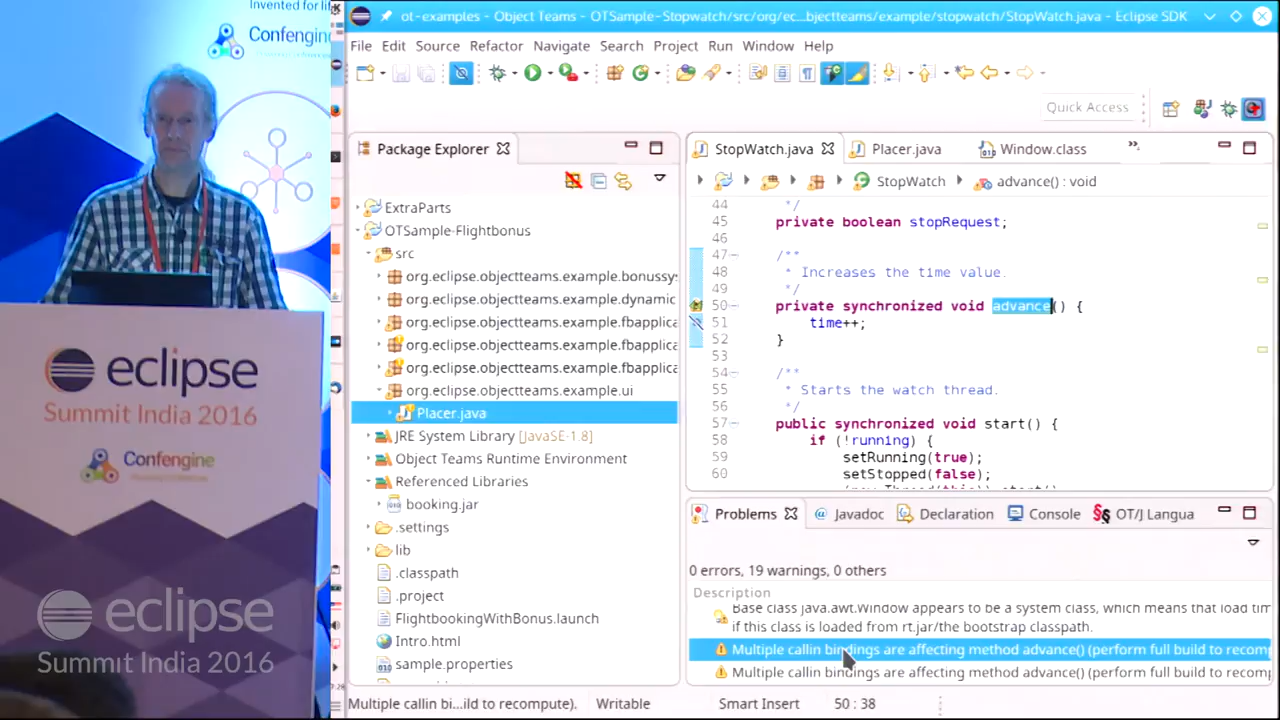 Invented for li
Confengine
eclipse
Summit India 2016
Confengine
eclipse
Summit India 2016
ot-examples - Object Teams - OTSample-Stopwatch/src/org/ec...bjectteams/example/stopwatch/StopWatch.java - Eclipse SDK
File Edit Source Refactor Navigate Search Project Run Window Help
Quick Access
Package Explorer
ExtraParts
OTSample-Flightbonus
src
org.eclipse.objectteams.example.bonussy
org.eclipse.objectteams.example.dynamic
org.eclipse.objectteams.example.fbapplica
org.eclipse.objectteams.example.fbapplica
org.eclipse.objectteams.example.fbapplica
org.eclipse.objectteams.example.ui
Placer.java
JRE System Library [JavaSE-1.8]
Object Teams Runtime Environment
Referenced Libraries
booking.jar
.settings
lib
.classpath
.project
FlightbookingWithBonus.launch
Intro.html
sample.properties
StopWatch.java Placer.java Window.class
StopWatch advance() : void
44 */
45 private boolean stopRequest;
46
47 /**
48 * Increases the time value.
49 */
50 private synchronized void advance() {
51 time++;
52 }
53
54 /**
55 * Starts the watch thread.
56 */
57 public synchronized void start() {
58 if (!running) {
59 setRunning(true);
60 setStopped(false);
(new Thread(this)).start()
Problems Javadoc Declaration Console OT/J Langua
0 errors, 19 warnings, 0 others
Description
Base class java.awt.Window appears to be a system class, which means that load tim
if this class is loaded from rt.jar/the bootstrap classpath.
Multiple callin bindings are affecting method advance() (perform full build to recomp
Multiple callin bindings are affecting method advance() (perform full build to recomp
Multiple callin bi...ild to recompute). Writable Smart Insert 50 : 38